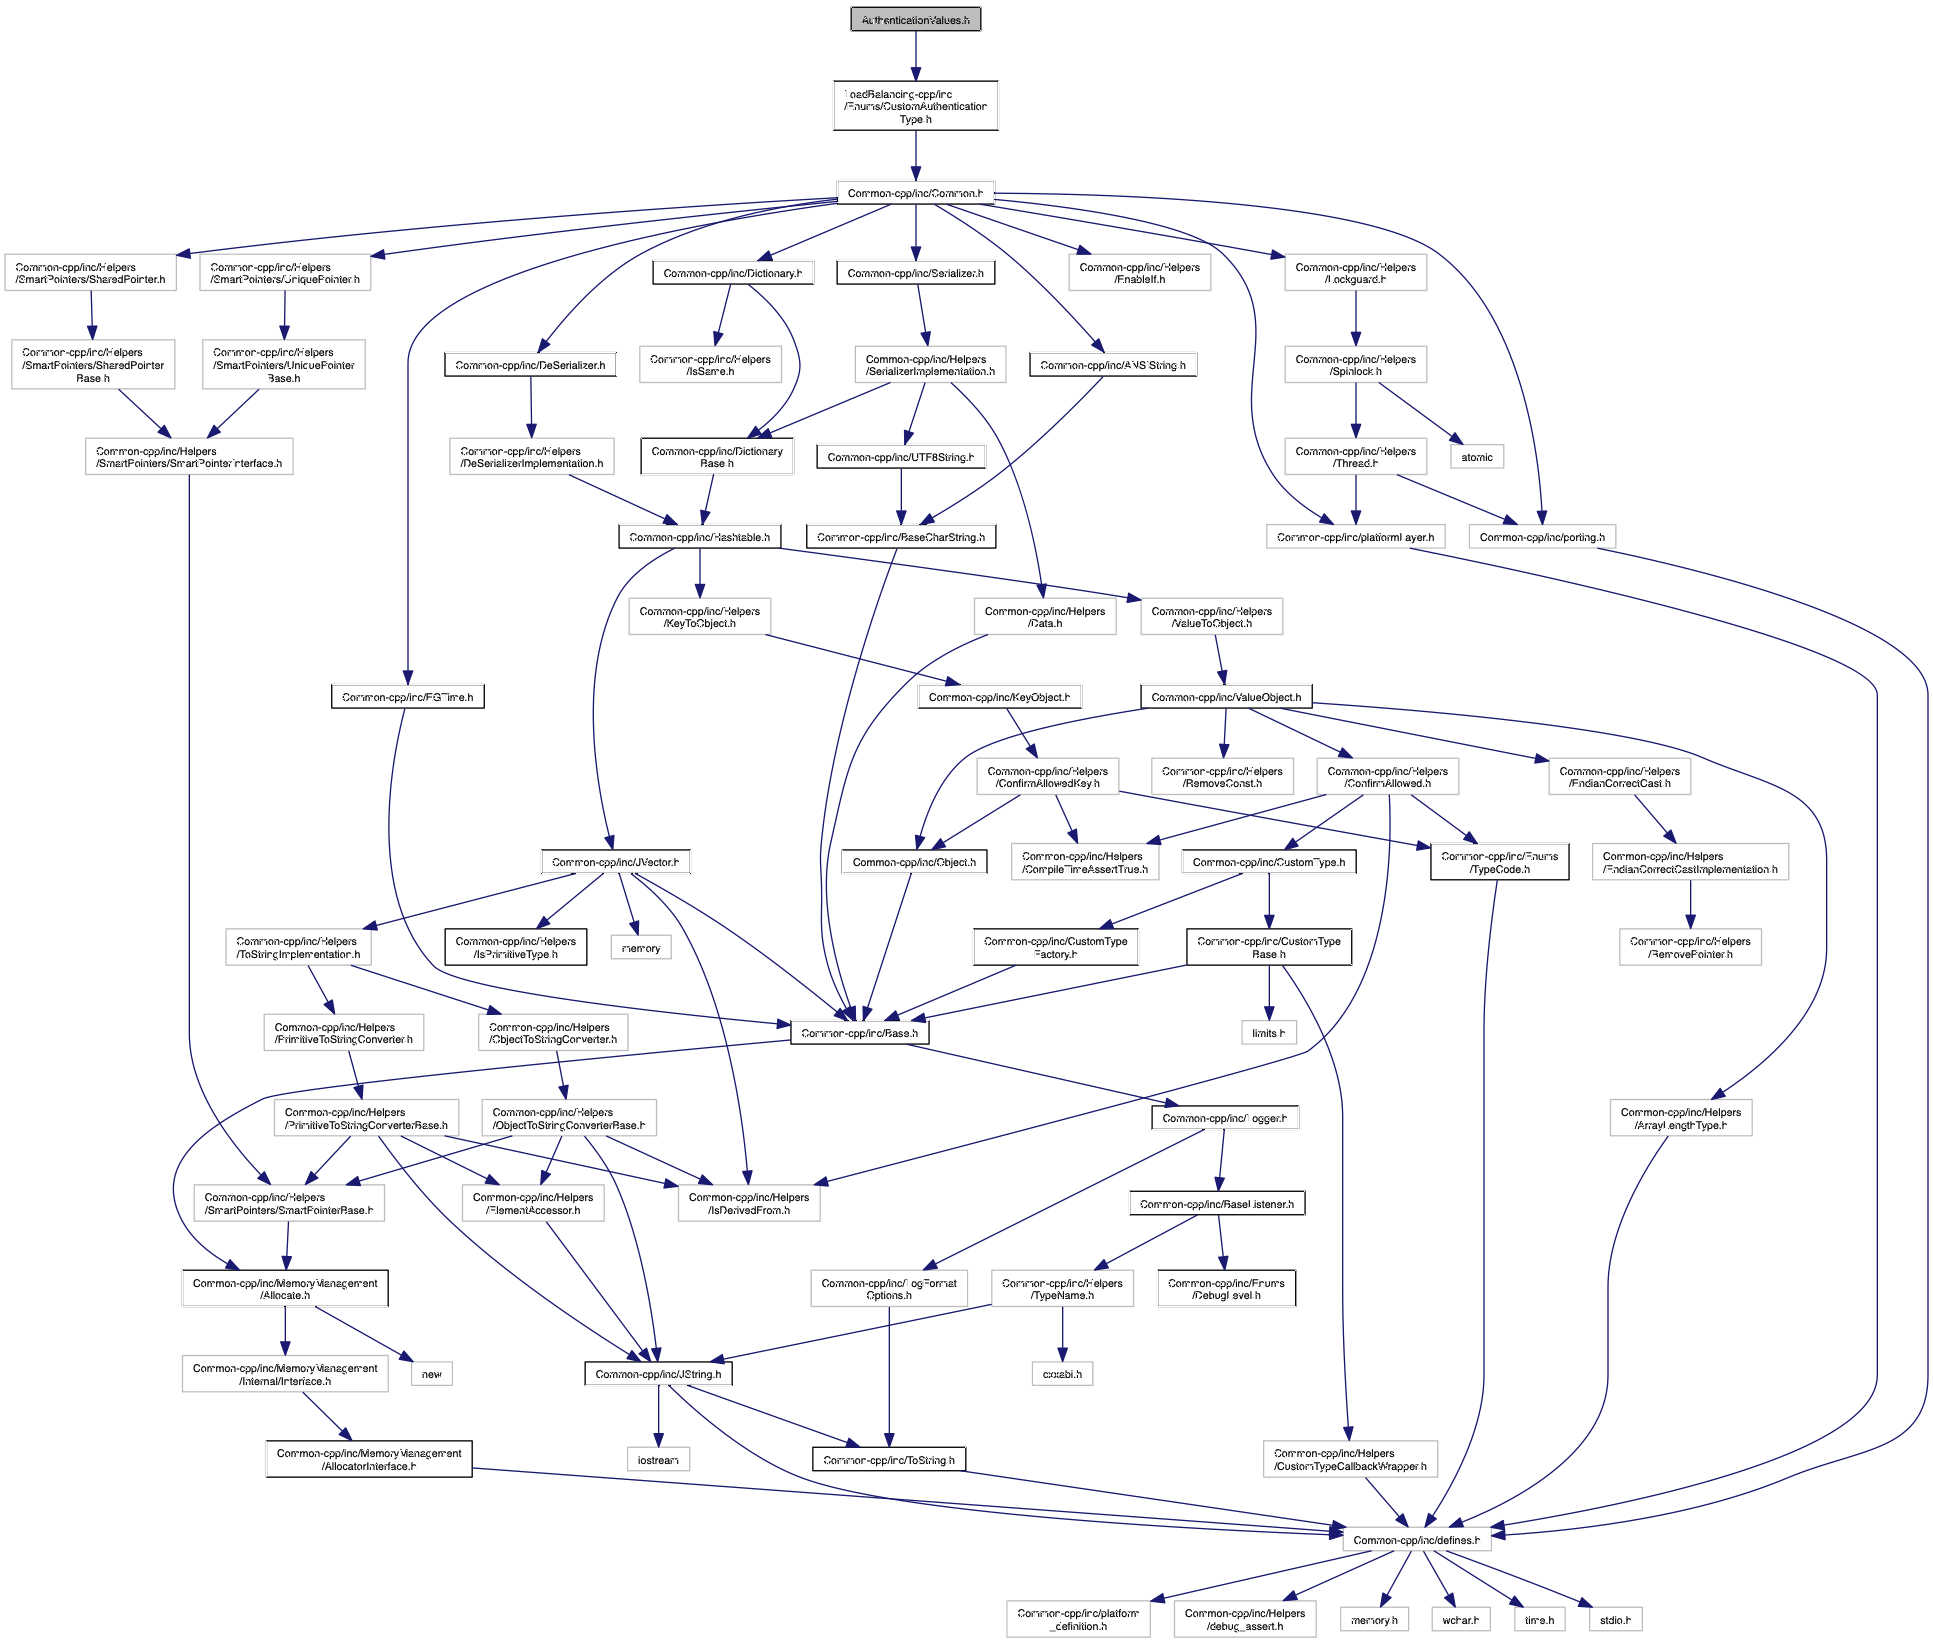 AuthenticationValues.h
LoadBalancing-cpp/inc
/Enums/CustomAuthentication
Type.h
Common-cpp/inc/Common.h
Common-cpp/inc/Helpers
/SmartPointers/SharedPointer.h
Common-cpp/inc/Helpers
/SmartPointers/UniquePointer.h
Common-cpp/inc/Dictionary.h
Common-cpp/inc/Serializer.h
Common-cpp/inc/Helpers
/EnableIf.h
Common-cpp/inc/Helpers
/Lockguard.h
Common-cpp/inc/Helpers
/SmartPointers/SharedPointer
Base.h
Common-cpp/inc/Helpers
/SmartPointers/UniquePointer
Base.h
Common-cpp/inc/DeSerializer.h
Common-cpp/inc/Helpers
/IsSame.h
Common-cpp/inc/Helpers
/SerializerImplementation.h
Common-cpp/inc/ANSIString.h
Common-cpp/inc/Helpers
/Spinlock.h
Common-cpp/inc/Helpers
/SmartPointers/SmartPointerInterface.h
Common-cpp/inc/Helpers
/DeSerializerImplementation.h
Common-cpp/inc/Dictionary
Base.h
Common-cpp/inc/UTF8String.h
Common-cpp/inc/Helpers
/Thread.h
atomic
Common-cpp/inc/Hashtable.h
Common-cpp/inc/BaseCharString.h
Common-cpp/inc/platformLayer.h
Common-cpp/inc/porting.h
Common-cpp/inc/Helpers
/KeyToObject.h
Common-cpp/inc/Helpers
/Data.h
Common-cpp/inc/Helpers
/ValueToObject.h
Common-cpp/inc/EGTime.h
Common-cpp/inc/KeyObject.h
Common-cpp/inc/ValueObject.h
Common-cpp/inc/Helpers
/ConfirmAllowedKey.h
Common-cpp/inc/Helpers
/RemoveConst.h
Common-cpp/inc/Helpers
/ConfirmAllowed.h
Common-cpp/inc/Helpers
/EndianCorrectCast.h
Common-cpp/inc/JVector.h
Common-cpp/inc/Object.h
Common-cpp/inc/Helpers
/CompileTimeAssertTrue.h
Common-cpp/inc/CustomType.h
Common-cpp/inc/Enums
/TypeCode.h
Common-cpp/inc/Helpers
/EndianCorrectCastImplementation.h
Common-cpp/inc/Helpers
/ToStringImplementation.h
Common-cpp/inc/Helpers
/IsPrimitiveType.h
memory
Common-cpp/inc/CustomType
Factory.h
Common-cpp/inc/CustomType
Base.h
Common-cpp/inc/Helpers
/RemovePointer.h
Common-cpp/inc/Helpers
/PrimitiveToStringConverter.h
Common-cpp/inc/Helpers
/ObjectToStringConverter.h
Common-cpp/inc/Base.h
limits.h
Common-cpp/inc/Helpers
/PrimitiveToStringConverterBase.h
Common-cpp/inc/Helpers
/ObjectToStringConverterBase.h
Common-cpp/inc/Logger.h
Common-cpp/inc/Helpers
/ArrayLengthType.h
Common-cpp/inc/Helpers
/SmartPointers/SmartPointerBase.h
Common-cpp/inc/Helpers
/ElementAccessor.h
Common-cpp/inc/Helpers
/IsDerivedFrom.h
Common-cpp/inc/BaseListener.h
Common-cpp/inc/MemoryManagement
/Allocate.h
Common-cpp/inc/LogFormat
Options.h
Common-cpp/inc/Helpers
/TypeName.h
Common-cpp/inc/Enums
/DebugLevel.h
Common-cpp/inc/MemoryManagement
/Internal/Interface.h
new
Common-cpp/inc/JString.h
cxxabi.h
Common-cpp/inc/MemoryManagement
/AllocatorInterface.h
iostream
Common-cpp/inc/ToString.h
Common-cpp/inc/Helpers
/CustomTypeCallbackWrapper.h
Common-cpp/inc/defines.h
Common-cpp/inc/platform
_definition.h
Common-cpp/inc/Helpers
/debug_assert.h
memory.h
wchar.h
time.h
stdio.h